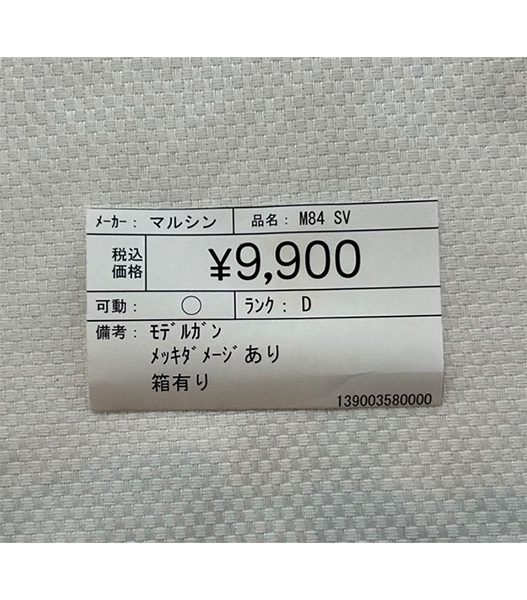 ﾒｰｶｰ: マルシン 品名: M84 SV
税込
価格 ¥9,900
可動: ○ ﾗﾝｸ: D
備考: ﾓﾃﾞﾙｶﾞﾝ
ﾒｯｷﾀﾞﾒｰｼﾞあり
箱有り
139003580000